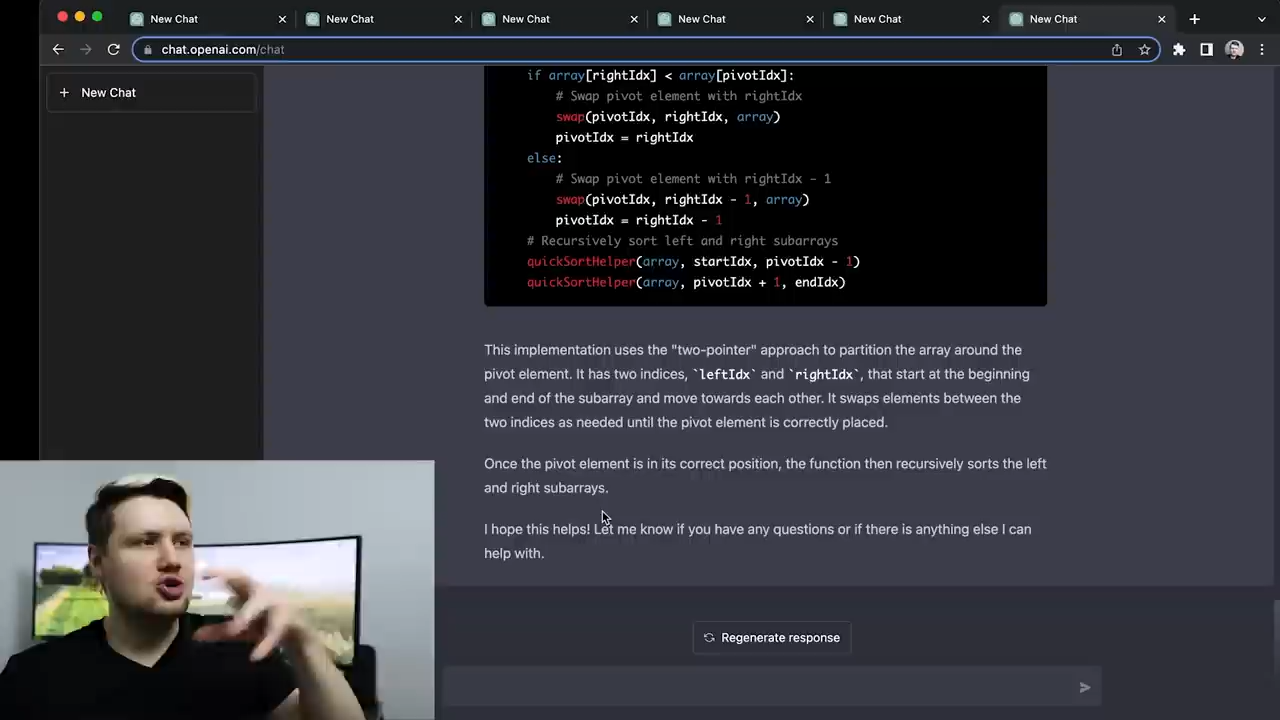 New Chat
New Chat
New Chat
New Chat
New Chat
New Chat
chat.openai.com/chat
+ New Chat
if array[rightIdx] < array[pivotIdx]:
# Swap pivot element with rightIdx
swap(pivotIdx, rightIdx, array)
pivotIdx = rightIdx
else:
# Swap pivot element with rightIdx - 1
swap(pivotIdx, rightIdx - 1, array)
pivotIdx = rightIdx - 1
# Recursively sort left and right subarrays
quickSortHelper(array, startIdx, pivotIdx - 1)
quickSortHelper(array, pivotIdx + 1, endIdx)
This implementation uses the "two-pointer" approach to partition the array around the
pivot element. It has two indices, `leftIdx` and `rightIdx`, that start at the beginning
and end of the subarray and move towards each other. It swaps elements between the
two indices as needed until the pivot element is correctly placed.
Once the pivot element is in its correct position, the function then recursively sorts the left
and right subarrays.
I hope this helps! Let me know if you have any questions or if there is anything else I can
help with.
Regenerate response